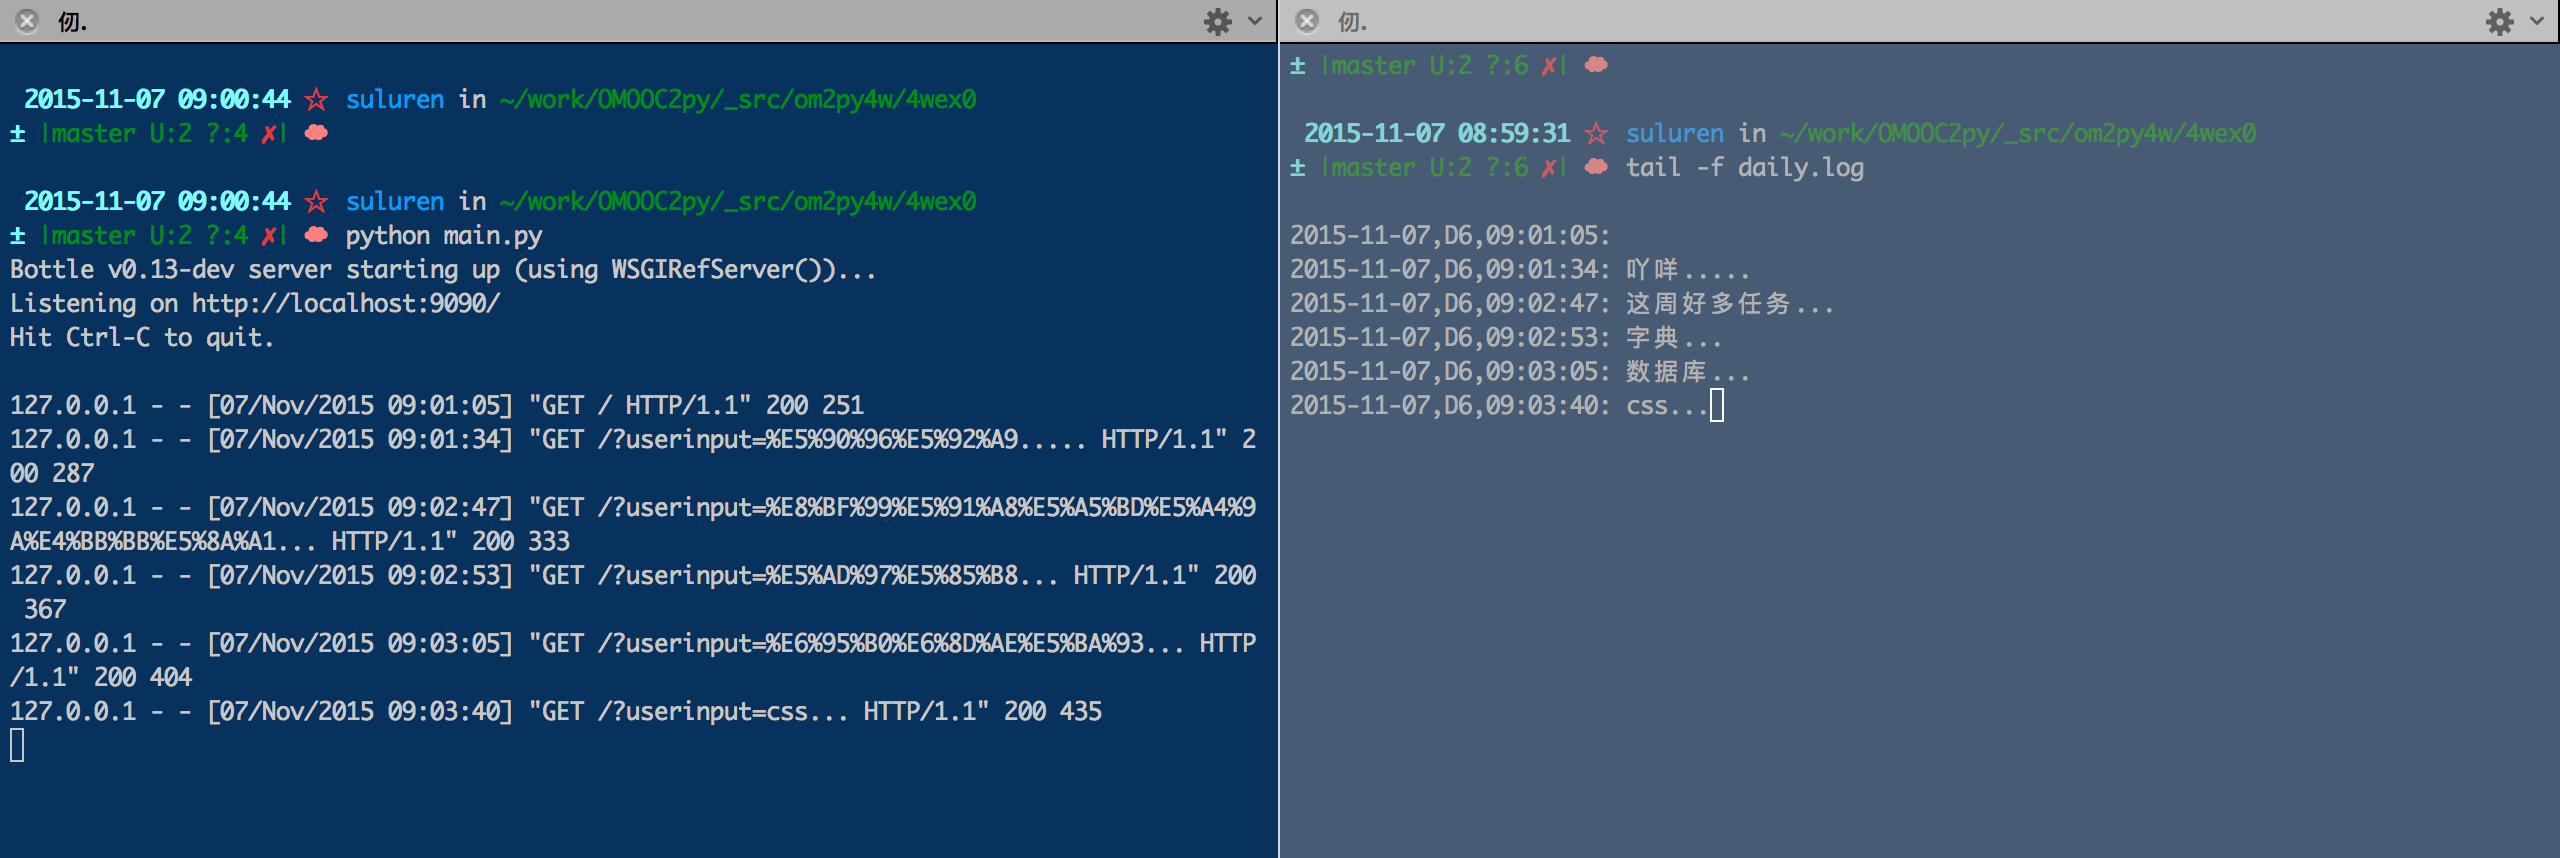 仞.
2015-11-07 09:00:44 ☆ suluren in ~/work/OMOOC2py/_src/om2py4w/4wex0
± |master U:2 ?:4 ✗|
2015-11-07 09:00:44 ☆ suluren in ~/work/OMOOC2py/_src/om2py4w/4wex0
± |master U:2 ?:4 ✗| python main.py
Bottle v0.13-dev server starting up (using WSGIRefServer())...
Listening on http://localhost:9090/
Hit Ctrl-C to quit.
127.0.0.1 - - [07/Nov/2015 09:01:05] "GET / HTTP/1.1" 200 251
127.0.0.1 - - [07/Nov/2015 09:01:34] "GET /?userinput=%E5%90%96%E5%92%A9..... HTTP/1.1" 2
00 287
127.0.0.1 - - [07/Nov/2015 09:02:47] "GET /?userinput=%E8%BF%99%E5%91%A8%E5%A5%BD%E5%A4%9
A%E4%BB%BB%E5%8A%A1... HTTP/1.1" 200 333
127.0.0.1 - - [07/Nov/2015 09:02:53] "GET /?userinput=%E5%AD%97%E5%85%B8... HTTP/1.1" 200
367
127.0.0.1 - - [07/Nov/2015 09:03:05] "GET /?userinput=%E6%95%B0%E6%8D%AE%E5%BA%93... HTTP
/1.1" 200 404
127.0.0.1 - - [07/Nov/2015 09:03:40] "GET /?userinput=css... HTTP/1.1" 200 435
仞.
± |master U:2 ?:6 ✗|
2015-11-07 08:59:31 ☆ suluren in ~/work/OMOOC2py/_src/om2py4w/4wex0
± |master U:2 ?:6 ✗| tail -f daily.log
2015-11-07,D6,09:01:05:
2015-11-07,D6,09:01:34: 吖咩.....
2015-11-07,D6,09:02:47: 这周好多任务...
2015-11-07,D6,09:02:53: 字典...
2015-11-07,D6,09:03:05: 数据库...
2015-11-07,D6,09:03:40: css...